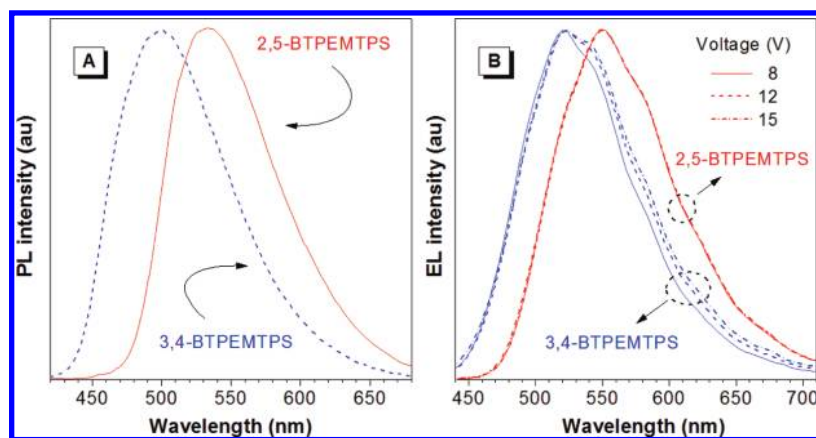 A
2,5-BTPEMTPS
3,4-BTPEMTPS
PL intensity (au)
450 500 550 600 650
Wavelength (nm)
B
Voltage (V)
8
12
15
2,5-BTPEMTPS
3,4-BTPEMTPS
EL intensity (au)
450 500 550 600 650 700
Wavelength (nm)